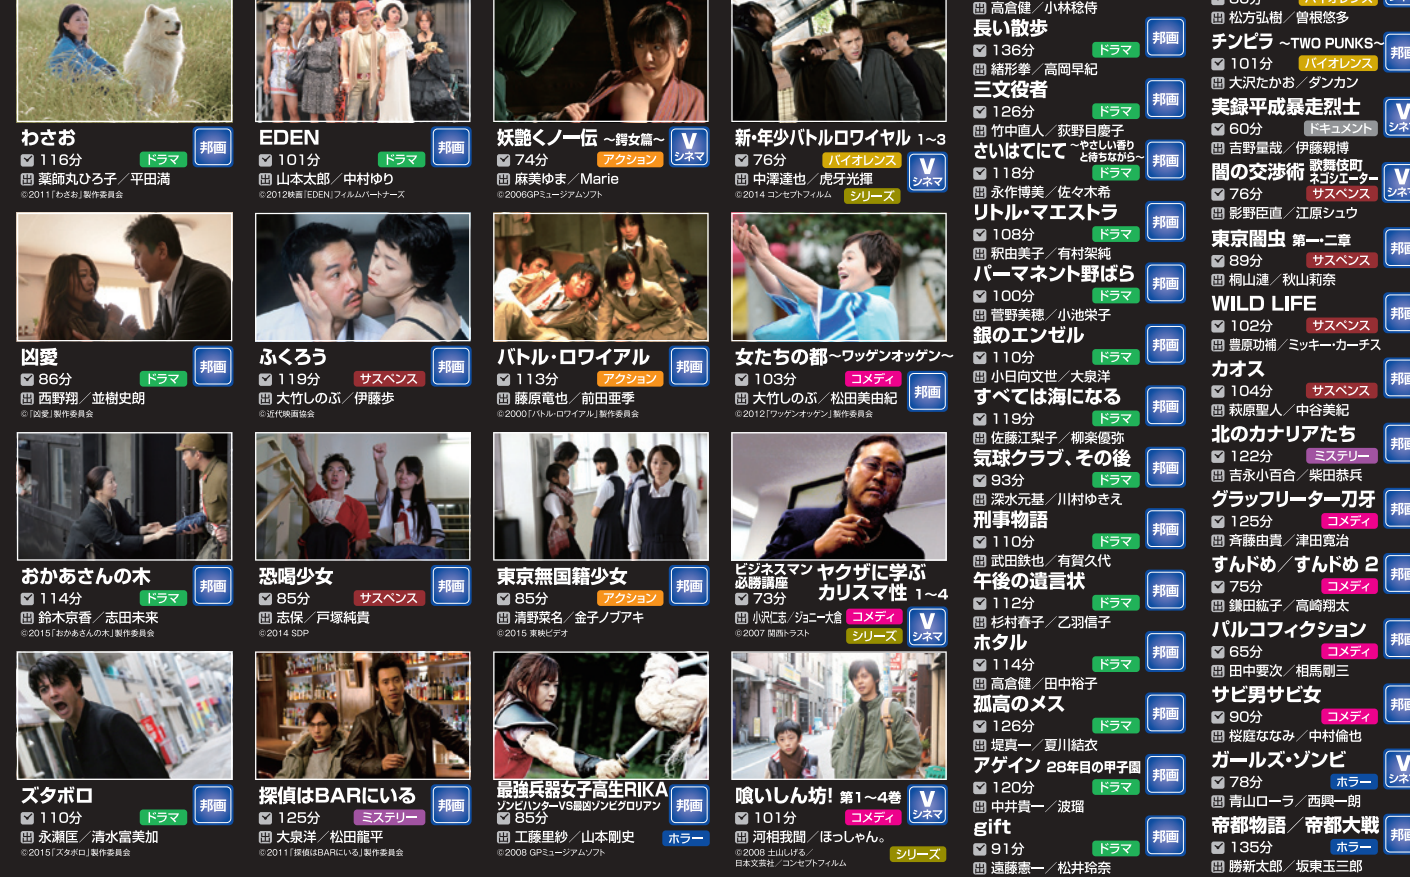 わさお
邦画
116分
ドラマ
薬師丸ひろ子／平田満
©2011「わさお」製作委員会
EDEN
邦画
101分
ドラマ
山本太郎／中村ゆり
©2012映画「EDEN」フィルムパートナーズ
妖艶くノ一伝 ～鍔女篇～
Vシネマ
74分
アクション
麻美ゆま／Marie
©2006GPミュージアムソフト
新・年少バトルロワイヤル 1～3
76分
バイオレンス
Vシネマ
中澤達也／虎牙光揮
©2014 コンセプトフィルム
シリーズ
凶愛
邦画
86分
ドラマ
西野翔／並樹史朗
©「凶愛」製作委員会
ふくろう
邦画
119分
サスペンス
大竹しのぶ／伊藤歩
©近代映画協会
バトル・ロワイアル
邦画
113分
アクション
藤原竜也／前田亜季
©2000「バトル・ロワイアル」製作委員会
女たちの都～ワッゲンオッゲン～
103分
コメディ
邦画
大竹しのぶ／松田美由紀
©2012「ワッゲンオッゲン」製作委員会
おかあさんの木
邦画
114分
ドラマ
鈴木京香／志田未来
©2015「おかあさんの木」製作委員会
恐喝少女
邦画
85分
サスペンス
志保／戸塚純貴
©2014 SDP
東京無国籍少女
邦画
85分
アクション
清野菜名／金子ノブアキ
©2015 東映ビデオ
ビジネスマン必勝講座 ヤクザに学ぶ
カリスマ性 1～4
73分
小沢仁志／ジョニー大倉
コメディ
©2007 関西トラスト
シリーズ
Vシネマ
ズタボロ
邦画
110分
ドラマ
永瀬匡／清水富美加
©2015「ズタボロ」製作委員会
探偵はBARにいる
邦画
125分
ミステリー
大泉洋／松田龍平
©2011「探偵はBARにいる」製作委員会
最強兵器女子高生RIKA
ゾンビハンターVS最凶ゾンビグロリアン
邦画
85分
工藤里紗／山本剛史
ホラー
©2008 GPミュージアムソフト
喰いしん坊! 第1～4巻
Vシネマ
101分
コメディ
河相我聞／ほっしゃん。
©2008 土山しげる／
日本文芸社／コンセプトフィルム
シリーズ
高倉健／小林稔侍
長い散歩
136分
ドラマ
邦画
緒形拳／高岡早紀
三文役者
126分
ドラマ
邦画
竹中直人／荻野目慶子
さいはてにて ～やさしい香りと待ちながら～
118分
ドラマ
邦画
永作博美／佐々木希
リトル・マエストラ
108分
ドラマ
邦画
釈由美子／有村架純
パーマネント野ばら
100分
ドラマ
邦画
菅野美穂／小池栄子
銀のエンゼル
110分
ドラマ
邦画
小日向文世／大泉洋
すべては海になる
119分
ドラマ
邦画
佐藤江梨子／柳楽優弥
気球クラブ、その後
93分
ドラマ
邦画
深水元基／川村ゆきえ
刑事物語
110分
ドラマ
邦画
武田鉄也／有賀久代
午後の遺言状
112分
ドラマ
邦画
杉村春子／乙羽信子
ホタル
114分
ドラマ
邦画
高倉健／田中裕子
孤高のメス
126分
ドラマ
邦画
堤真一／夏川結衣
アゲイン 28年目の甲子園
120分
ドラマ
邦画
中井貴一／波瑠
gift
91分
ドラマ
邦画
遠藤憲一／松井玲奈
松方弘樹／曽根悠多
チンピラ ～TWO PUNKS～
101分
バイオレンス
邦画
大沢たかお／ダンカン
実録平成暴走烈士
60分
ドキュメント
Vシネマ
吉野量哉／伊藤親博
闇の交渉術 歌舞伎町ネゴシエーター
76分
サスペンス
Vシネマ
影野臣直／江原シュウ
東京闇虫 第一・二章
89分
サスペンス
邦画
桐山漣／秋山莉奈
WILD LIFE
102分
サスペンス
邦画
豊原功補／ミッキー・カーチス
カオス
104分
サスペンス
邦画
萩原聖人／中谷美紀
北のカナリアたち
122分
ミステリー
邦画
吉永小百合／柴田恭兵
グラッフリーター刀牙
125分
コメディ
邦画
斉藤由貴／津田寛治
すんドめ／すんドめ 2
75分
コメディ
邦画
鎌田紘子／高崎翔太
パルコフィクション
65分
コメディ
邦画
田中要次／相馬剛三
サビ男サビ女
90分
コメディ
邦画
桜庭ななみ／中村倫也
ガールズ・ゾンビ
78分
ホラー
Vシネマ
青山ローラ／西興一朗
帝都物語／帝都大戦
135分
ホラー
邦画
勝新太郎／坂東玉三郎